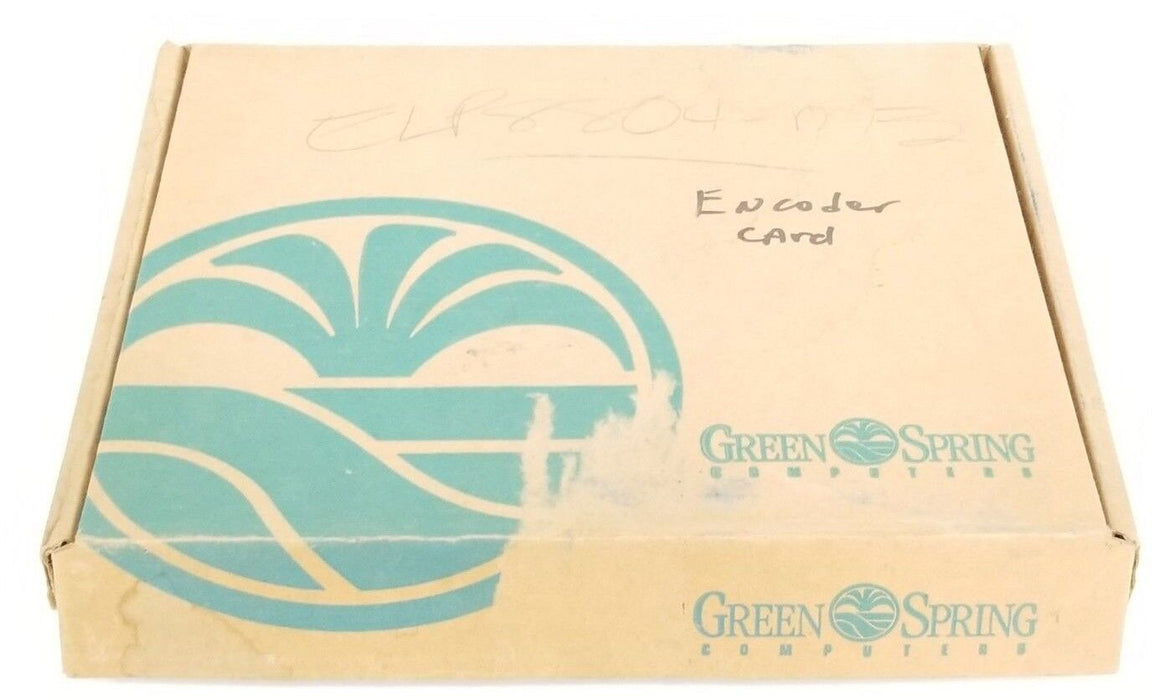 Encoder
CArd
GREEN SPRING
COMPUTERS
GREEN SPRING
COMPUTERS